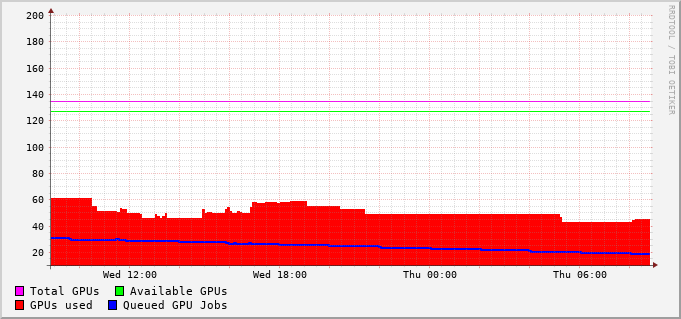 200
180
160
140
120
100
80
60
40
20
Wed 12:00 Wed 18:00 Thu 00:00 Thu 06:00
Total GPUs Available GPUs
GPUs used Queued GPU Jobs
RRDTOOL / TOBI OETIKER